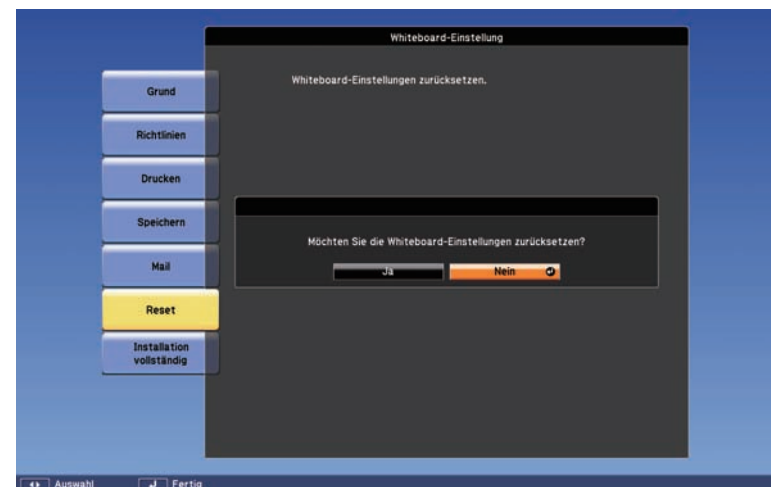 Whiteboard-Einstellung
Whiteboard-Einstellungen zurücksetzen.
Grund
Richtlinien
Drucken
Speichern
Mail
Reset
Installation
vollständig
Möchten Sie die Whiteboard-Einstellungen zurücksetzen?
Ja Nein
Auswahl Fertig